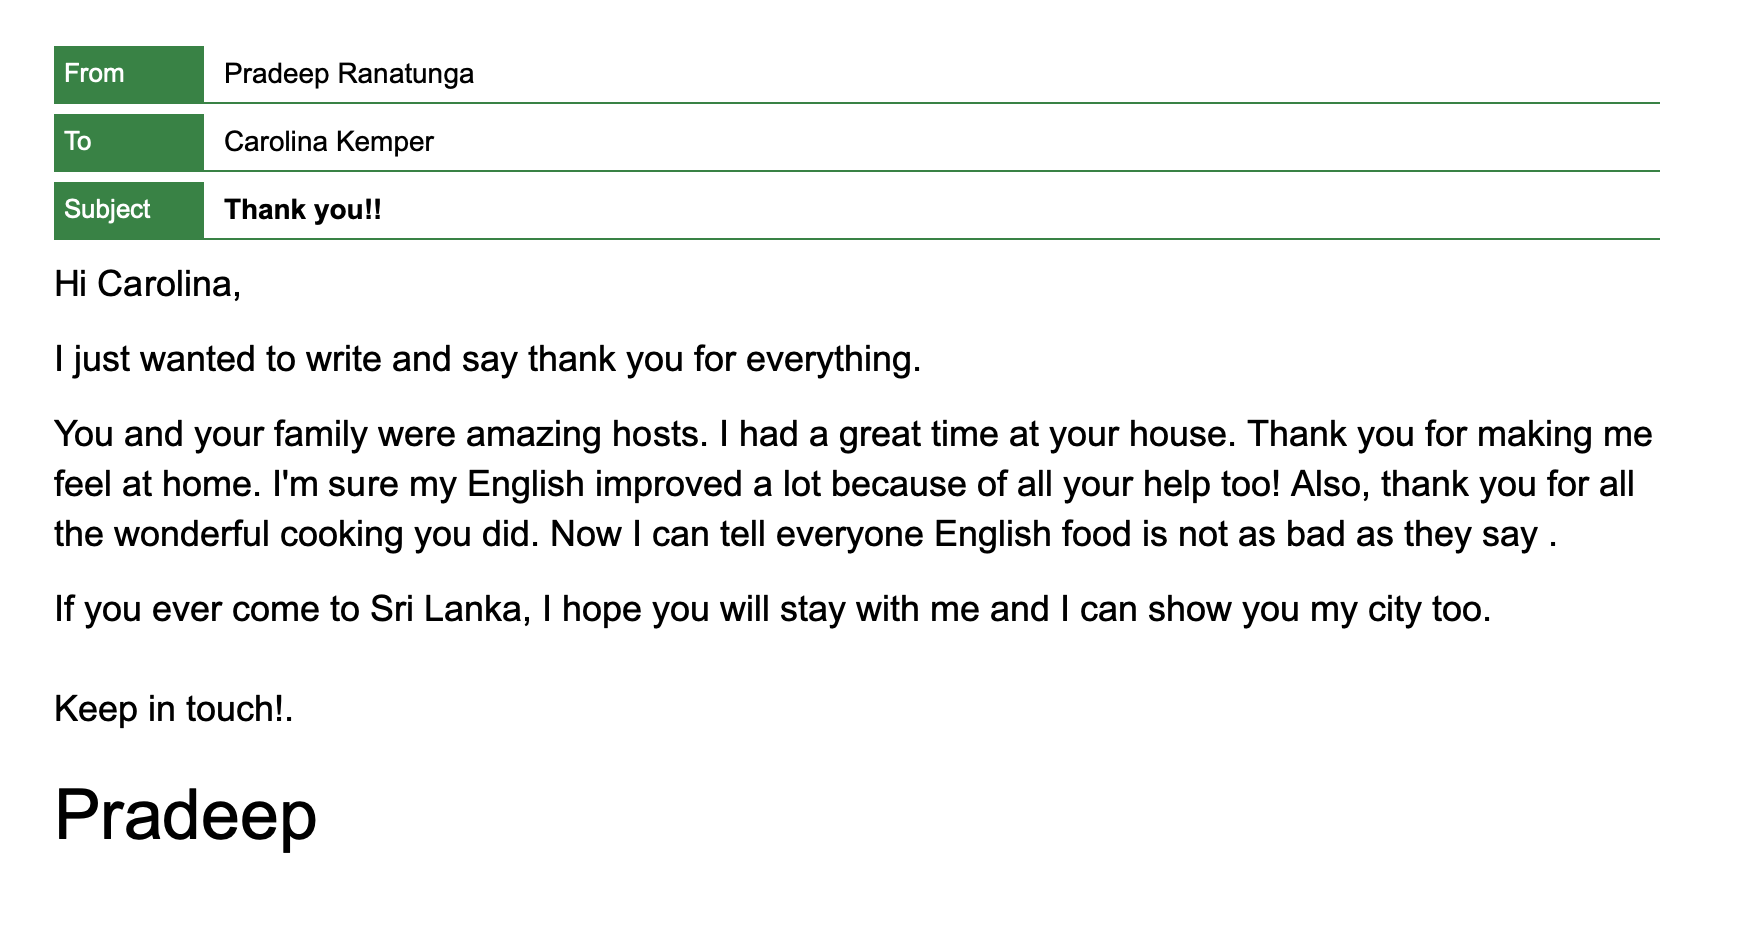 From Pradeep Ranatunga
To Carolina Kemper
Subject Thank you!!
Hi Carolina,
I just wanted to write and say thank you for everything.
You and your family were amazing hosts. I had a great time at your house. Thank you for making me
feel at home. I'm sure my English improved a lot because of all your help too! Also, thank you for all
the wonderful cooking you did. Now I can tell everyone English food is not as bad as they say .
If you ever come to Sri Lanka, I hope you will stay with me and I can show you my city too.
Keep in touch!.
Pradeep